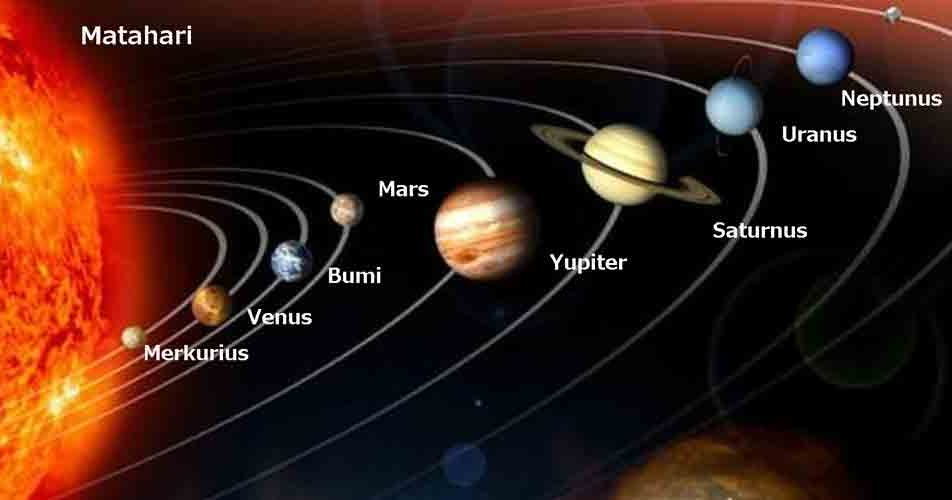 Matahari
Merkurius
Venus
Bumi
Mars
Yupiter
Saturnus
Uranus
Neptunus